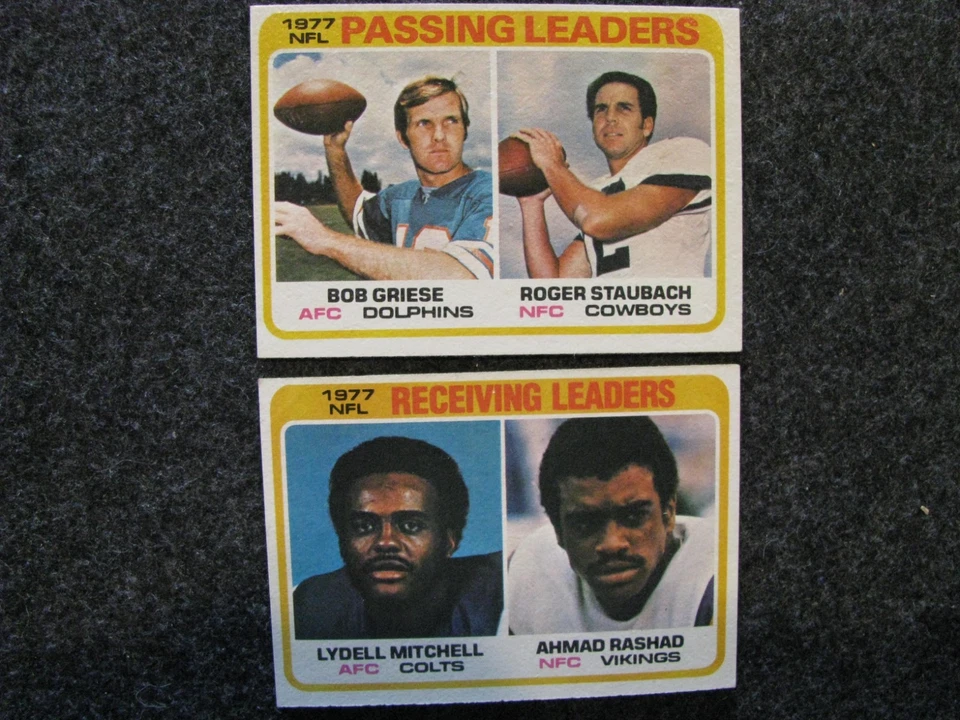 1977 NFL PASSING LEADERS
BOB GRIESE
AFC DOLPHINS
ROGER STAUBACH
NFC COWBOYS
1977 NFL RECEIVING LEADERS
LYDELL MITCHELL
AFC COLTS
AHMAD RASHAD
NFC VIKINGS